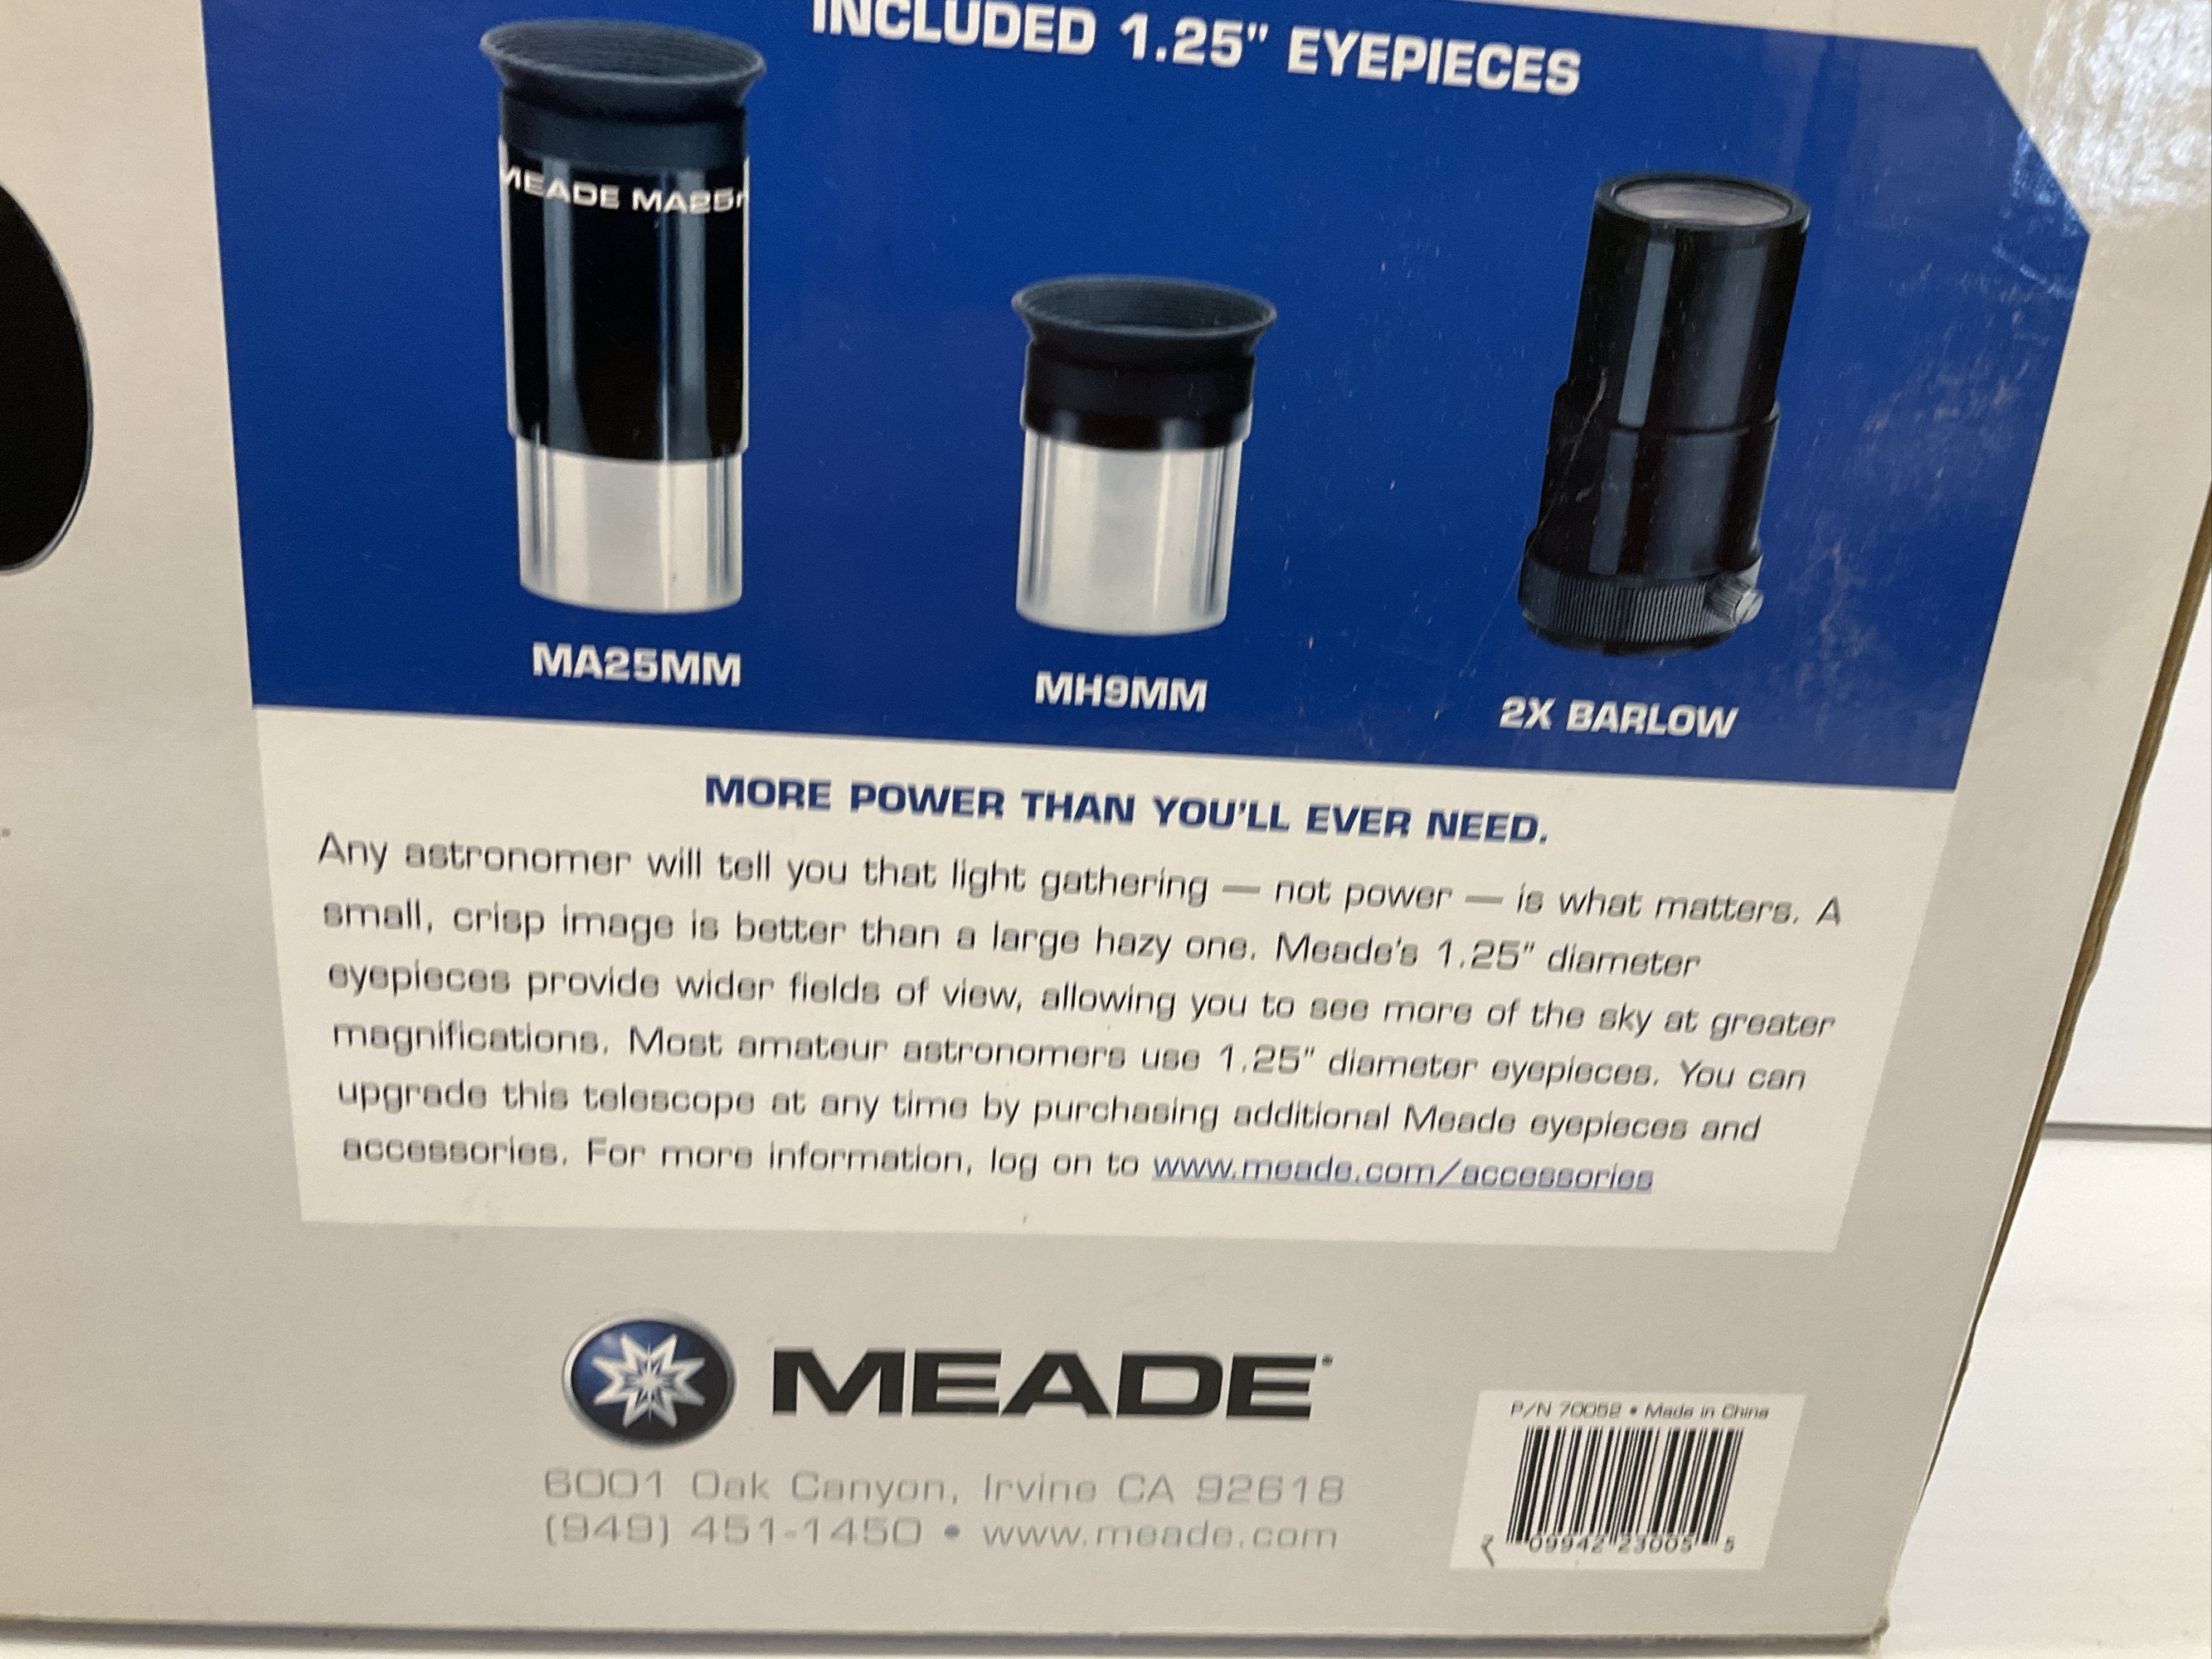 INCLUDED 1.25" EYEPIECES
MEADE MA25
MA25MM
MH9MM
2X BARLOW
MORE POWER THAN YOU'LL EVER NEED.
Any astronomer will tell you that light gathering — not power — is what matters. A
small, crisp image is better than a large hazy one. Meade's 1.25" diameter
eyepieces provide wider fields of view, allowing you to see more of the sky at greater
magnifications. Most amateur astronomers use 1.25" diameter eyepieces. You can
upgrade this telescope at any time by purchasing additional Meade eyepieces and
accessories. For more information, log on to www.meade.com/accessories
MEADE
6001 Oak Canyon, Irvine CA 92618
(949) 451-1450 • www.meade.com
P/N 70052 • Made in China
7 09942 23005 5